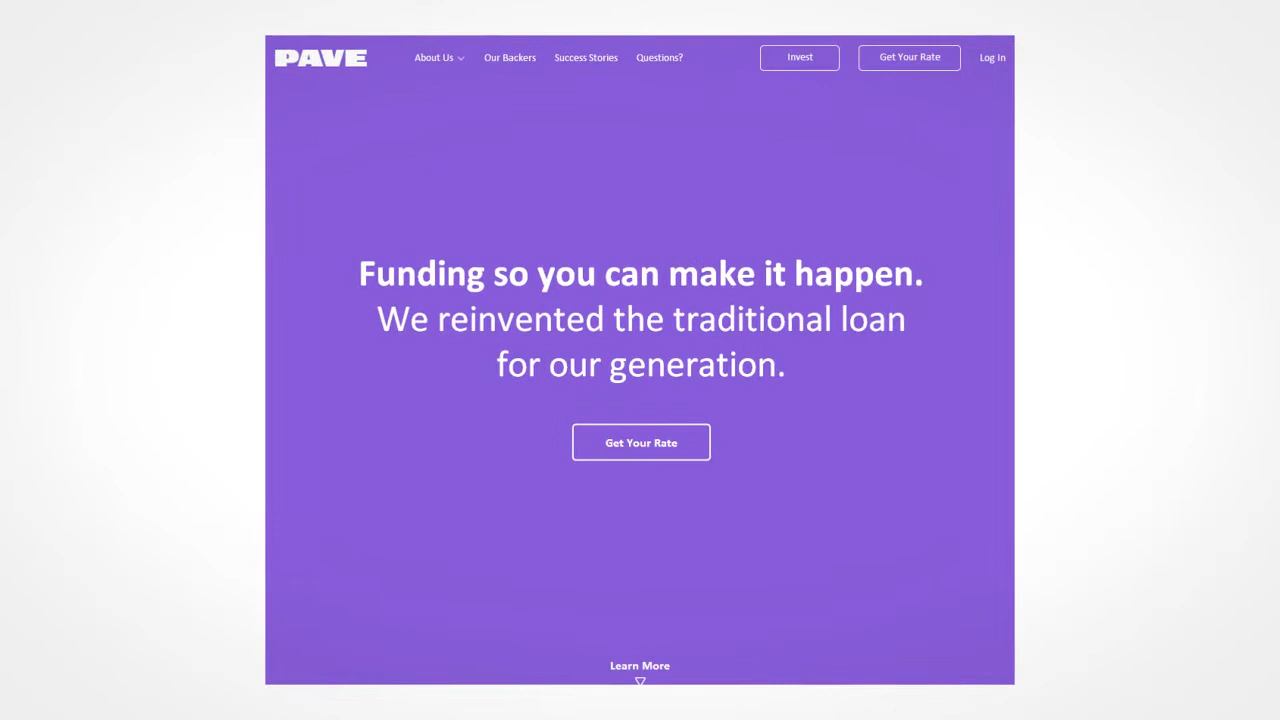 PAVE
About Us
Our Backers
Success Stories
Questions?
Invest
Get Your Rate
Log In
Funding so you can make it happen.
We reinvented the traditional loan
for our generation.
Get Your Rate
Learn More